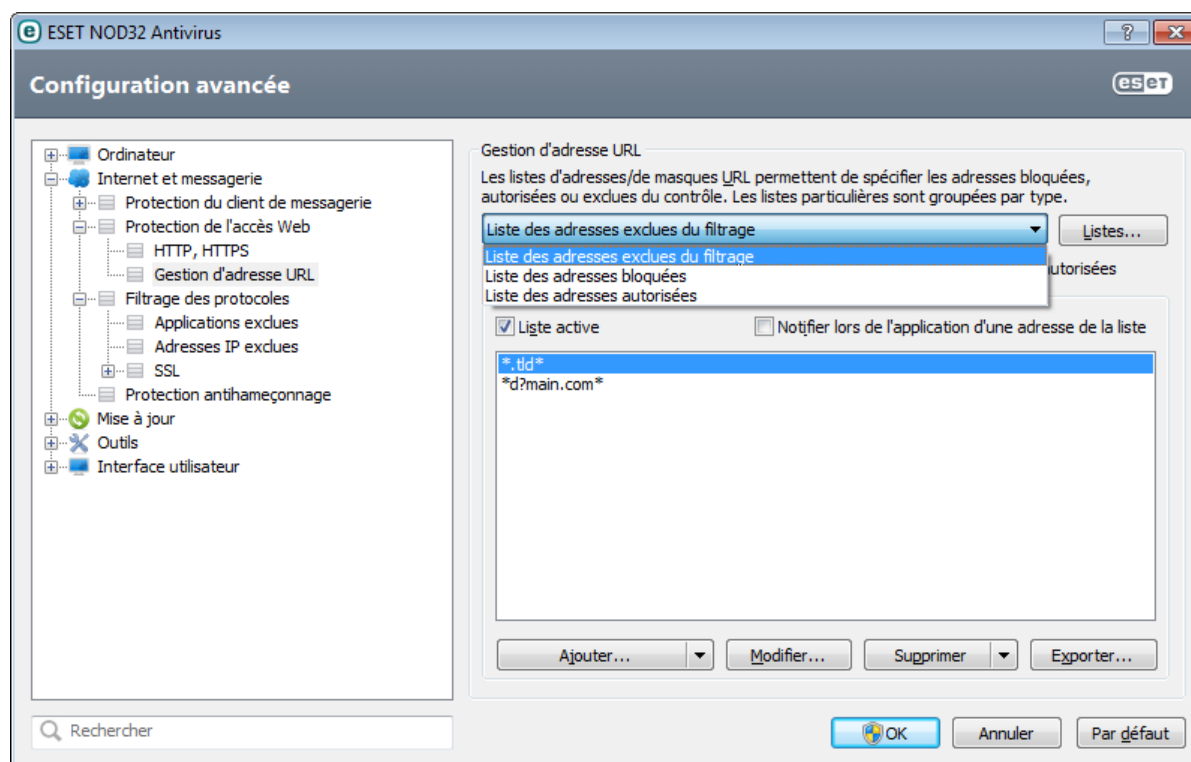 ESET NOD32 Antivirus
Configuration avancée
eseT
Ordinateur
Internet et messagerie
Protection du client de messagerie
Protection de l'accès Web
HTTP, HTTPS
Gestion d'adresse URL
Filtrage des protocoles
Applications exclues
Adresses IP exclues
SSL
Protection antihameçonnage
Mise à jour
Outils
Interface utilisateur
Rechercher
Gestion d'adresse URL
Les listes d'adresses/de masques URL permettent de spécifier les adresses bloquées,
autorisées ou exclues du contrôle. Les listes particulières sont groupées par type.
Liste des adresses exclues du filtrage
Listes...
Liste des adresses exclues du filtrage
Liste des adresses bloquées
Liste des adresses autorisées
Liste active
Notifier lors de l'application d'une adresse de la liste
*.tld*
*d?main.com*
Ajouter...
Modifier...
Supprimer
Exporter...
OK
Annuler
Par défaut